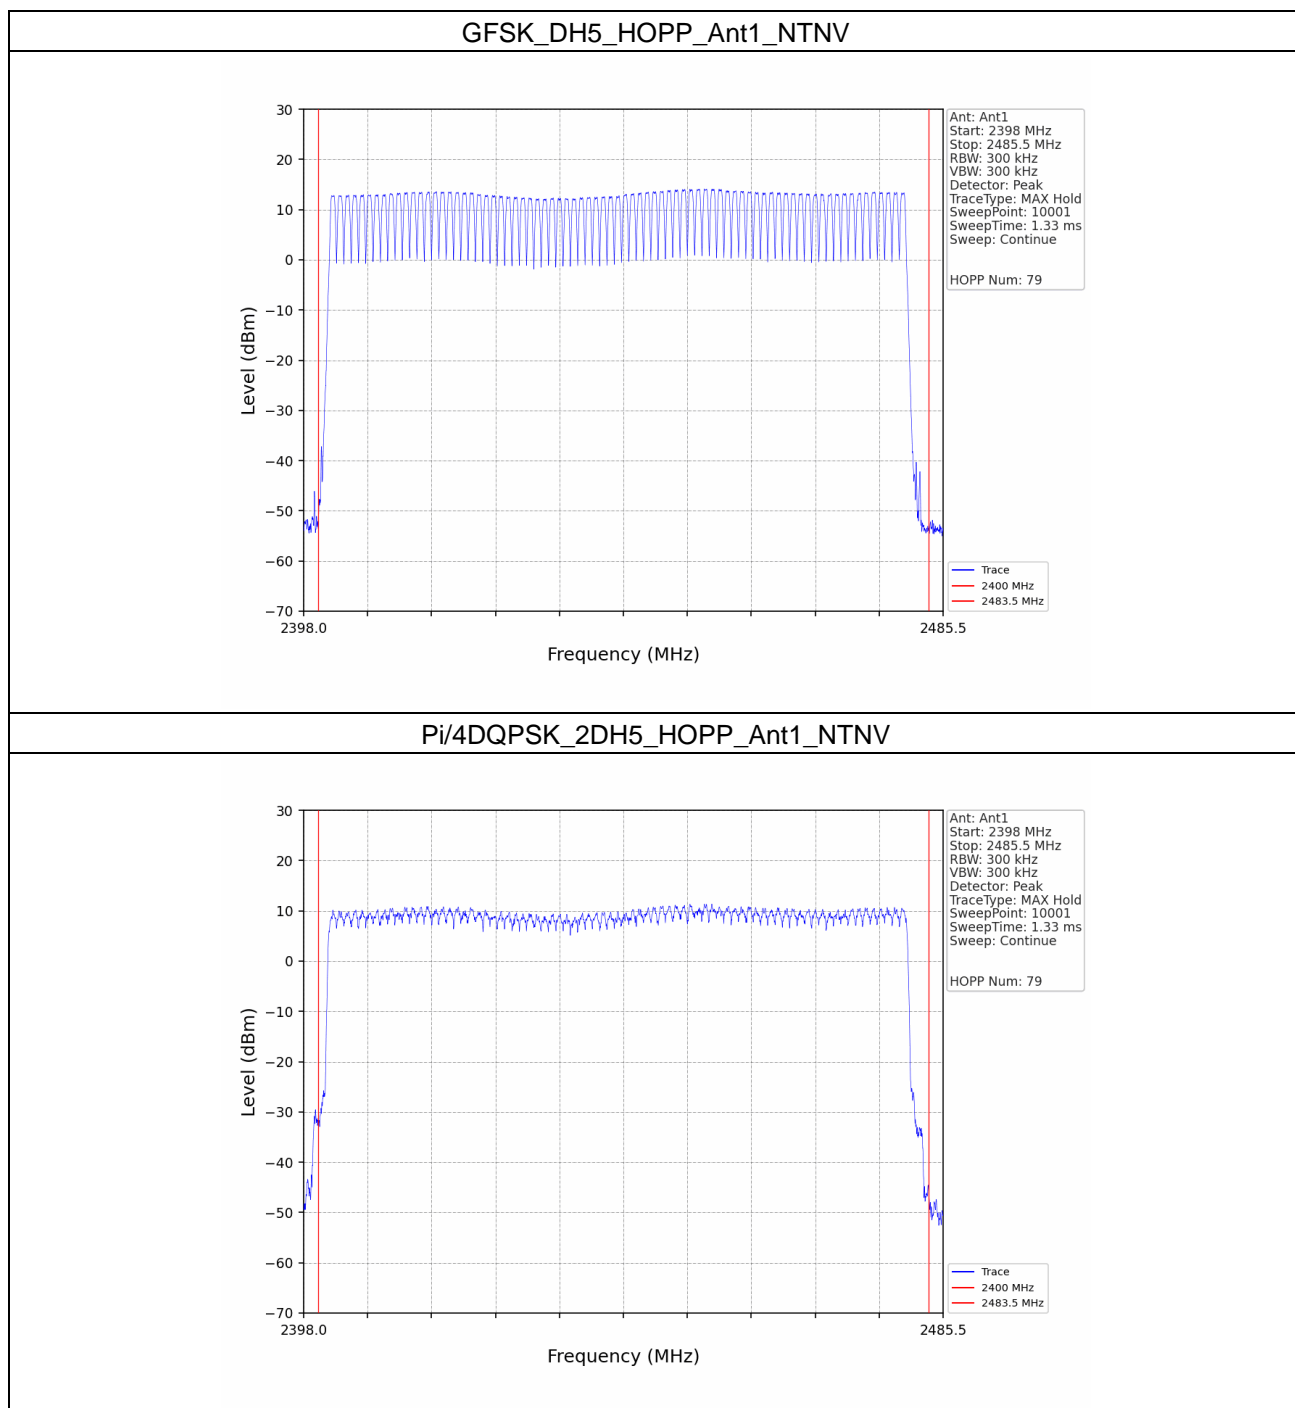 GFSK_DH5_HOPP_Ant1_NTNV
30
20
10
0
−10
−20
−30
−40
−50
−60
−70
Level (dBm)
2398.0
2485.5
Frequency (MHz)
Ant: Ant1
Start: 2398 MHz
Stop: 2485.5 MHz
RBW: 300 kHz
VBW: 300 kHz
Detector: Peak
TraceType: MAX Hold
SweepPoint: 10001
SweepTime: 1.33 ms
Sweep: Continue
HOPP Num: 79
Trace
2400 MHz
2483.5 MHz
Pi/4DQPSK_2DH5_HOPP_Ant1_NTNV
30
20
10
0
−10
−20
−30
−40
−50
−60
−70
Level (dBm)
2398.0
2485.5
Frequency (MHz)
Ant: Ant1
Start: 2398 MHz
Stop: 2485.5 MHz
RBW: 300 kHz
VBW: 300 kHz
Detector: Peak
TraceType: MAX Hold
SweepPoint: 10001
SweepTime: 1.33 ms
Sweep: Continue
HOPP Num: 79
Trace
2400 MHz
2483.5 MHz